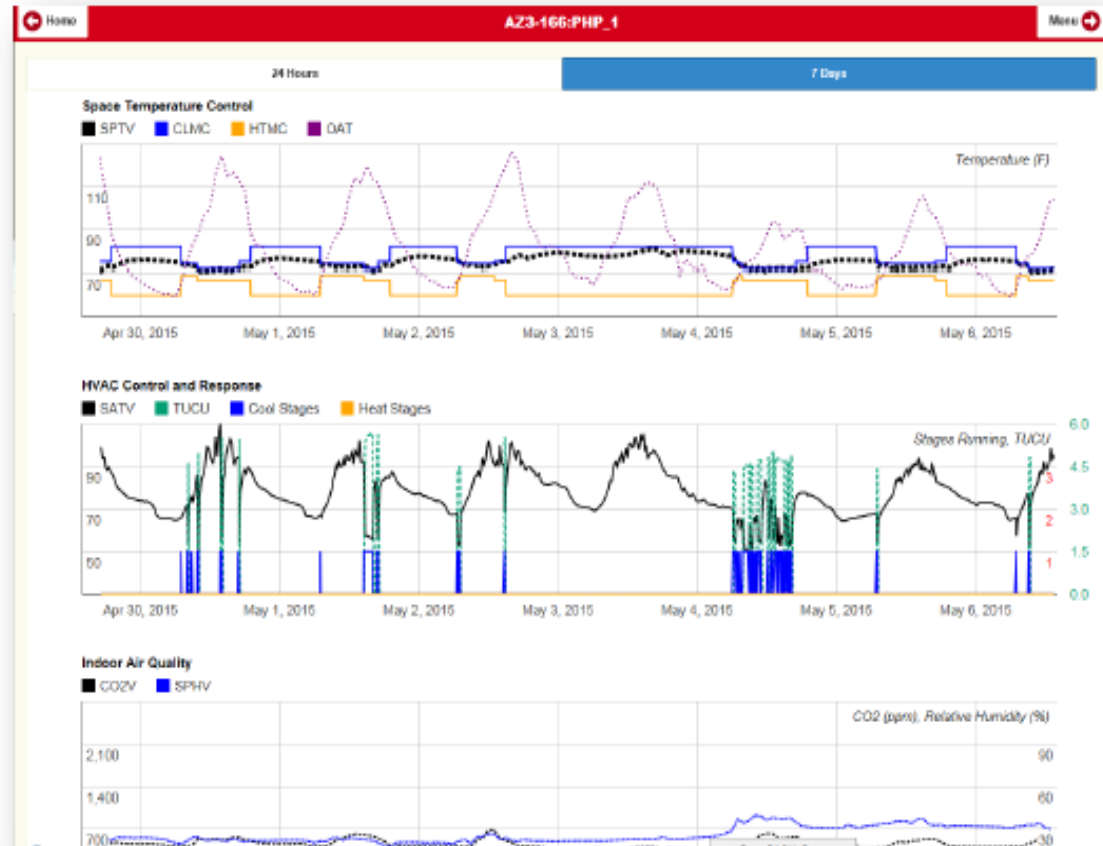 Home AZ3-166:PHP_1 Menu
24 Hours 7 Days
Space Temperature Control
SPTV CLMC HTMC OAT
Temperature (F)
110
90
70
Apr 30, 2015 May 1, 2015 May 2, 2015 May 3, 2015 May 4, 2015 May 5, 2015 May 6, 2015
HVAC Control and Response
SATV TUCU Cool Stages Heat Stages
Stages Running, TUCU 6.0
90 3 4.5
70 2 3.0
50 1 1.5
0.0
Apr 30, 2015 May 1, 2015 May 2, 2015 May 3, 2015 May 4, 2015 May 5, 2015 May 6, 2015
Indoor Air Quality
CO2V SPHV
CO2 (ppm), Relative Humidity (%)
2,100 90
1,400 60
700 30